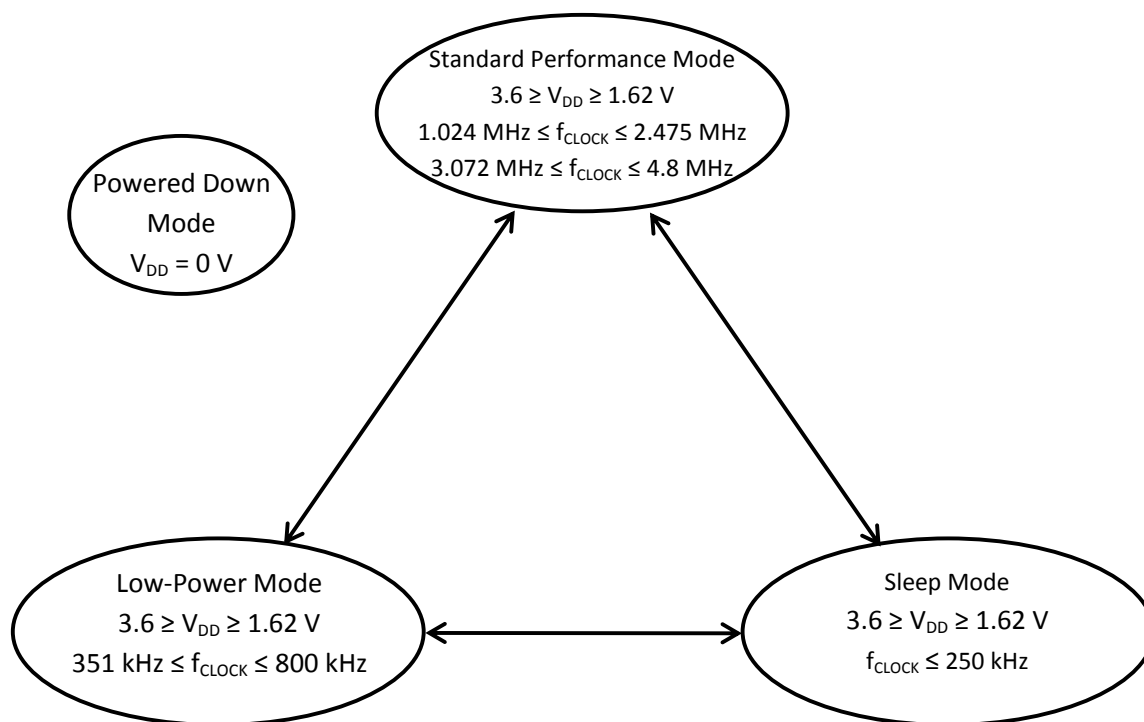 Standard Performance Mode
3.6 ≥ V_DD ≥ 1.62 V
1.024 MHz ≤ f_CLOCK ≤ 2.475 MHz
3.072 MHz ≤ f_CLOCK ≤ 4.8 MHz
Powered Down
Mode
V_DD = 0 V
Low-Power Mode
3.6 ≥ V_DD ≥ 1.62 V
351 kHz ≤ f_CLOCK ≤ 800 kHz
Sleep Mode
3.6 ≥ V_DD ≥ 1.62 V
f_CLOCK ≤ 250 kHz